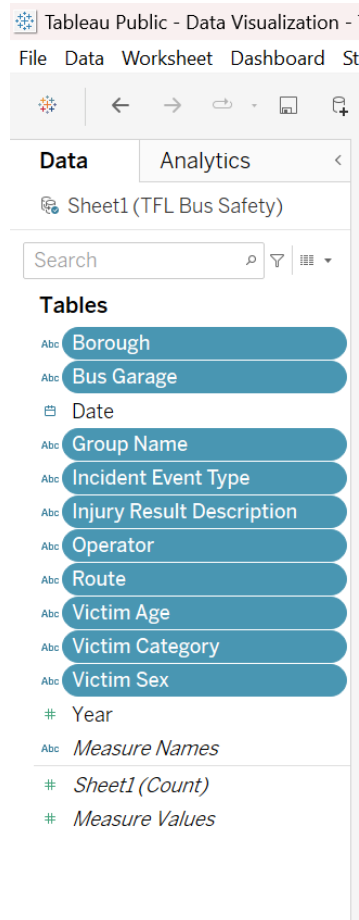 Tableau Public - Data Visualization -
File Data Worksheet Dashboard St
Data Analytics
Sheet1 (TFL Bus Safety)
Search
Tables
Abc Borough
Abc Bus Garage
Date
Abc Group Name
Abc Incident Event Type
Abc Injury Result Description
Abc Operator
Abc Route
Abc Victim Age
Abc Victim Category
Abc Victim Sex
# Year
Abc Measure Names
# Sheet1 (Count)
# Measure Values